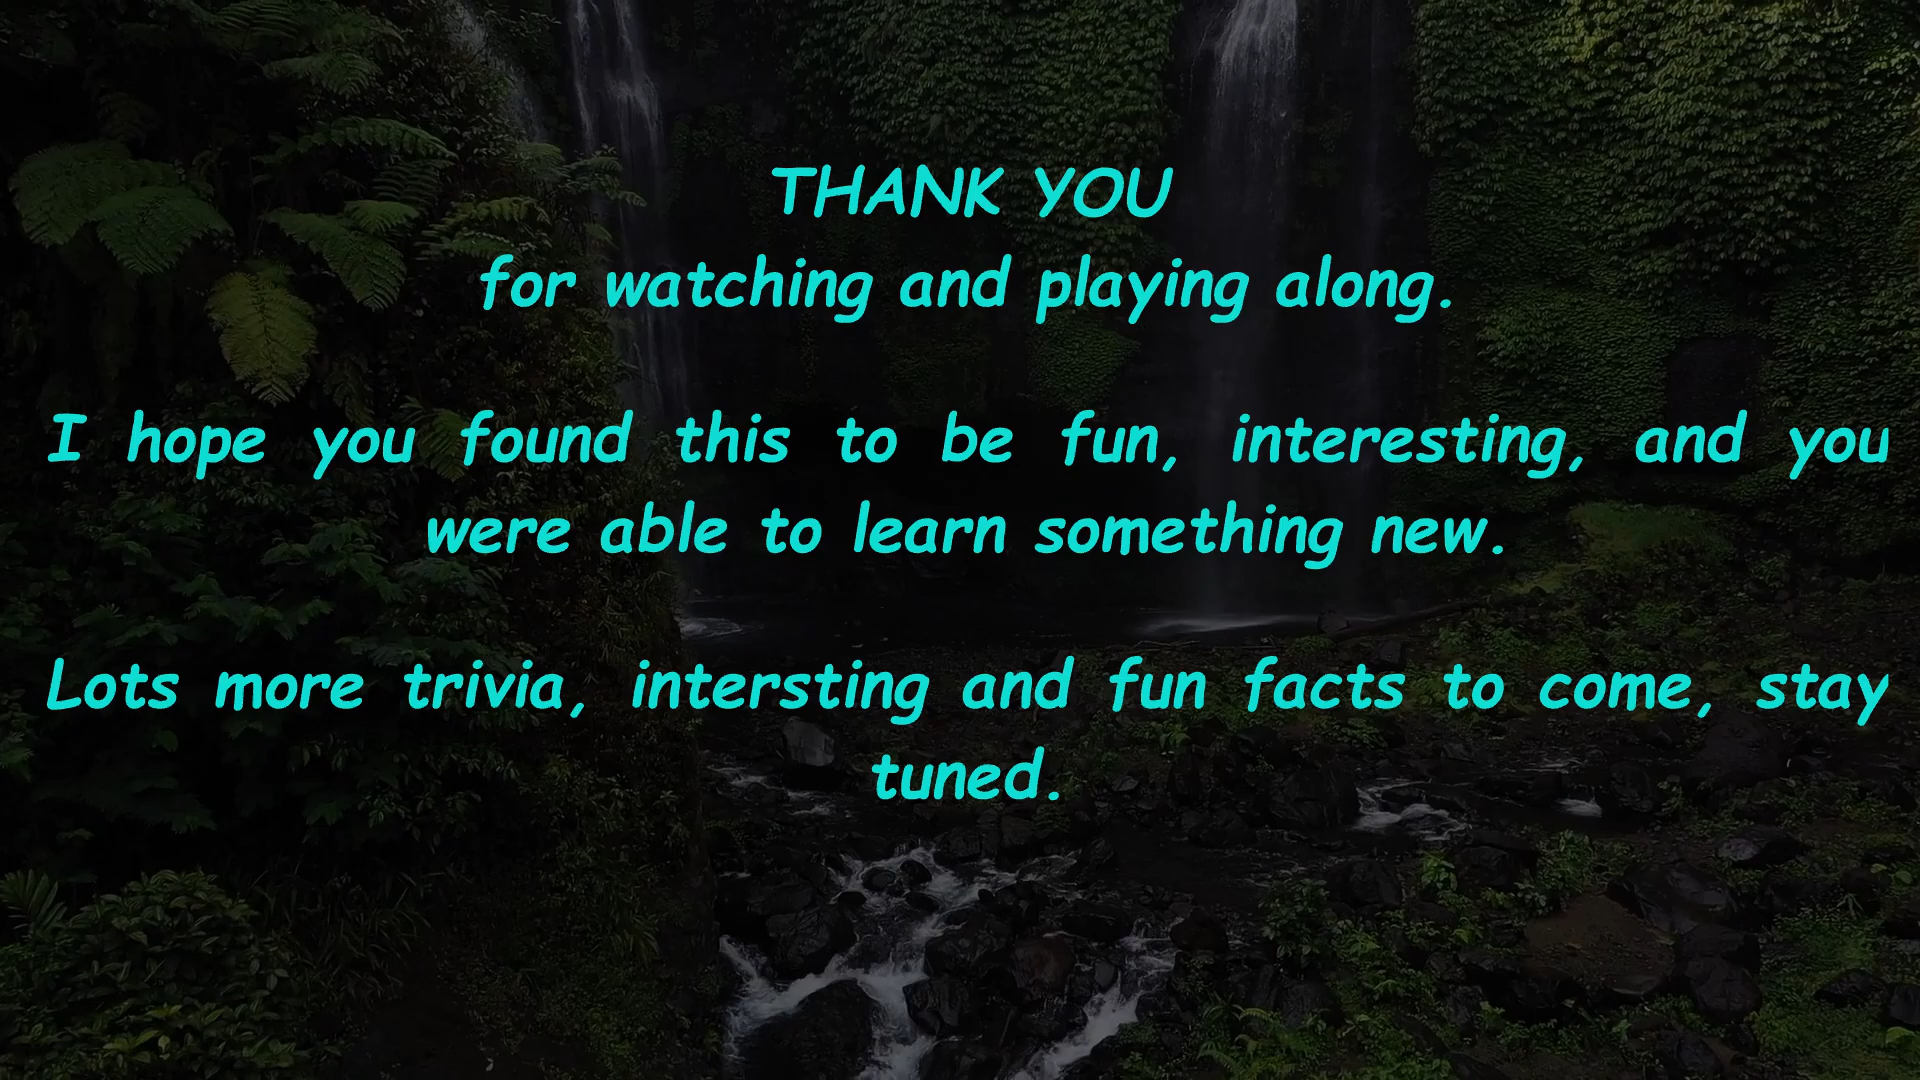 THANK YOU
for watching and playing along.
I hope you found this to be fun, interesting, and you
were able to learn something new.
Lots more trivia, intersting and fun facts to come, stay
tuned.